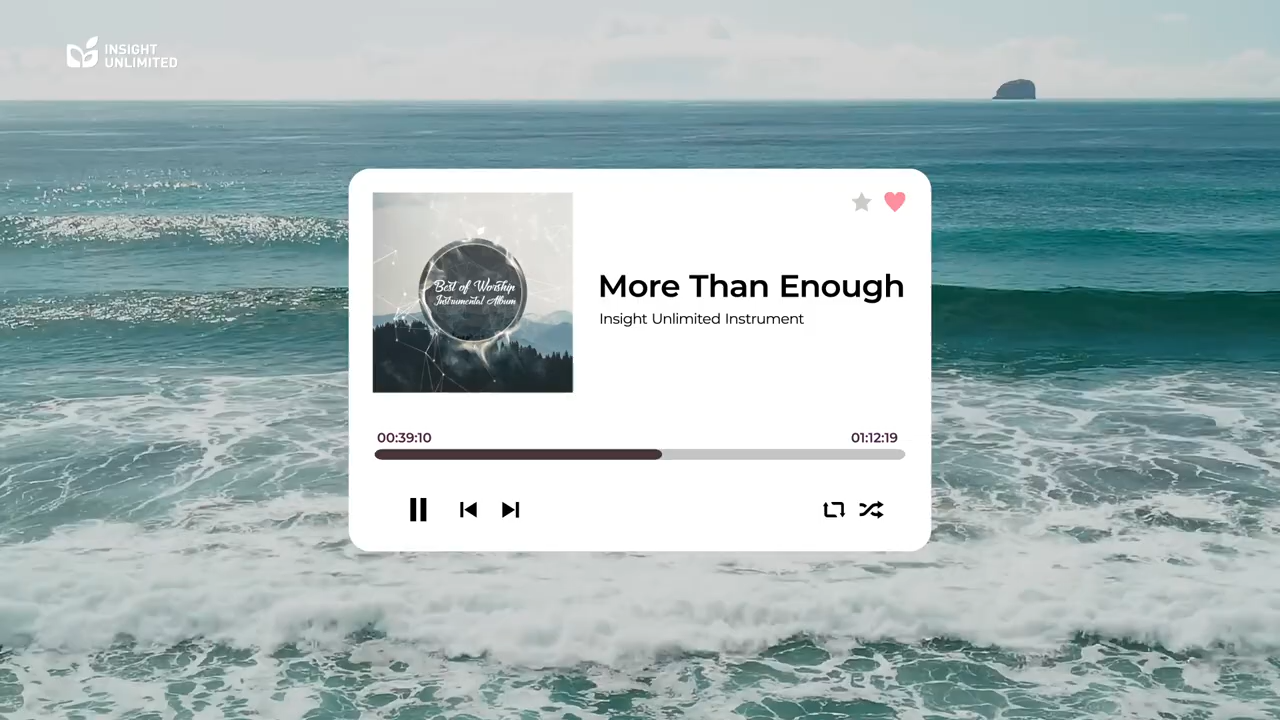 INSIGHT
UNLIMITED
Best of Worship
Instrumental Album
More Than Enough
Insight Unlimited Instrument
00:39:10
01:12:19